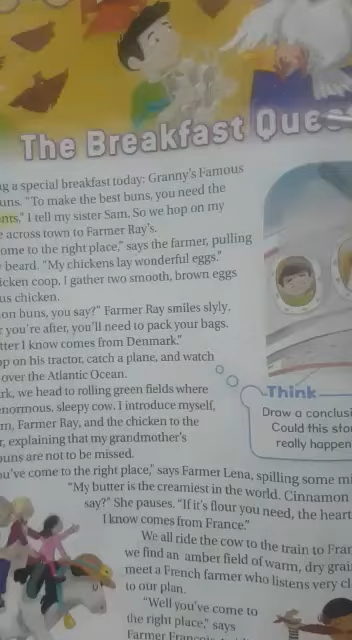 The Breakfast Ques
g a special breakfast today: Granny's Famous
uns. "To make the best buns, you need the
nts," I tell my sister Sam. So we hop on my
e across town to Farmer Ray's.
ome to the right place," says the farmer, pulling
beard. "My chickens lay wonderful eggs."
icken coop, I gather two smooth, brown eggs
us chicken.
on buns, you say?" Farmer Ray smiles slyly.
r you're after, you'll need to pack your bags.
tter I know comes from Denmark."
op on his tractor, catch a plane, and watch
over the Atlantic Ocean.
rk, we head to rolling green fields where
enormous, sleepy cow. I introduce myself,
m, Farmer Ray, and the chicken to the
r, explaining that my grandmother's
buns are not to be missed.
ou've come to the right place," says Farmer Lena, spilling some mi
"My butter is the creamiest in the world. Cinnamon
say?" She pauses. "If it's flour you need, the heart
I know comes from France."
We all ride the cow to the train to Fran
we find an amber field of warm, dry grai
meet a French farmer who listens very cl
to our plan.
"Well you've come to
the right place," says
Farmer François
Think
Draw a conclusi
Could this sto
really happen